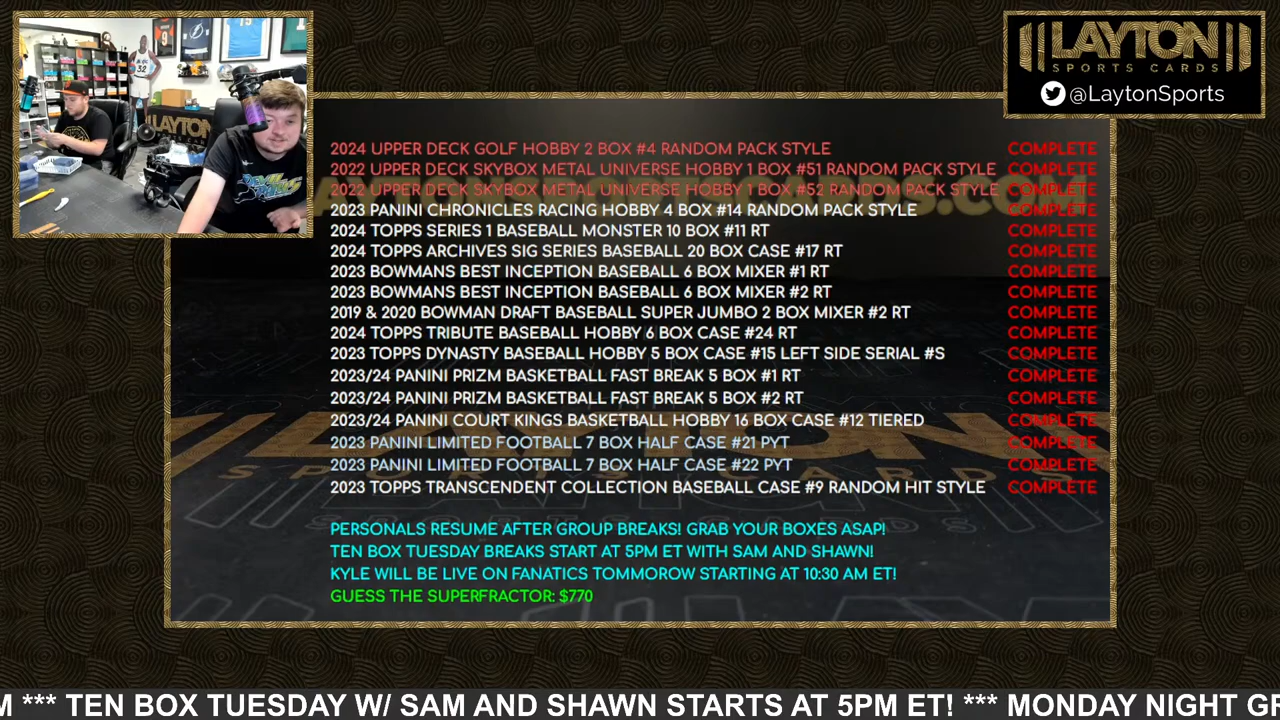 LAYTON
SPORTS CARDS
@LaytonSports
32
LAYTON
2024 UPPER DECK GOLF HOBBY 2 BOX #4 RANDOM PACK STYLE COMPLETE
2022 UPPER DECK SKYBOX METAL UNIVERSE HOBBY 1 BOX #51 RANDOM PACK STYLE COMPLETE
2022 UPPER DECK SKYBOX METAL UNIVERSE HOBBY 1 BOX #52 RANDOM PACK STYLE COMPLETE
2023 PANINI CHRONICLES RACING HOBBY 4 BOX #14 RANDOM PACK STYLE COMPLETE
2024 TOPPS SERIES 1 BASEBALL MONSTER 10 BOX #11 RT COMPLETE
2024 TOPPS ARCHIVES SIG SERIES BASEBALL 20 BOX CASE #17 RT COMPLETE
2023 BOWMANS BEST INCEPTION BASEBALL 6 BOX MIXER #1 RT COMPLETE
2023 BOWMANS BEST INCEPTION BASEBALL 6 BOX MIXER #2 RT COMPLETE
2019 & 2020 BOWMAN DRAFT BASEBALL SUPER JUMBO 2 BOX MIXER #2 RT COMPLETE
2024 TOPPS TRIBUTE BASEBALL HOBBY 6 BOX CASE #24 RT COMPLETE
2023 TOPPS DYNASTY BASEBALL HOBBY 5 BOX CASE #15 LEFT SIDE SERIAL #S COMPLETE
2023/24 PANINI PRIZM BASKETBALL FAST BREAK 5 BOX #1 RT COMPLETE
2023/24 PANINI PRIZM BASKETBALL FAST BREAK 5 BOX #2 RT COMPLETE
2023/24 PANINI COURT KINGS BASKETBALL HOBBY 16 BOX CASE #12 TIERED COMPLETE
2023 PANINI LIMITED FOOTBALL 7 BOX HALF CASE #21 PYT COMPLETE
2023 PANINI LIMITED FOOTBALL 7 BOX HALF CASE #22 PYT COMPLETE
2023 TOPPS TRANSCENDENT COLLECTION BASEBALL CASE #9 RANDOM HIT STYLE COMPLETE
PERSONALS RESUME AFTER GROUP BREAKS! GRAB YOUR BOXES ASAP!
TEN BOX TUESDAY BREAKS START AT 5PM ET WITH SAM AND SHAWN!
KYLE WILL BE LIVE ON FANATICS TOMMOROW STARTING AT 10:30 AM ET!
GUESS THE SUPERFRACTOR: $770
M *** TEN BOX TUESDAY W/ SAM AND SHAWN STARTS AT 5PM ET! *** MONDAY NIGHT GR